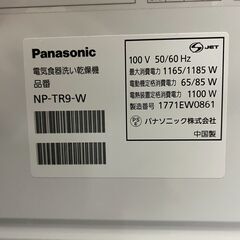 Panasonic
電気食器洗い乾燥機
品番
NP-TR9-W
JET
100 V 50/60 Hz
最大消費電力 1165/1185 W
電動機定格消費電力 65/85 W
電熱装置定格消費電力 1100 W
製造番号 1771EW0861
PS E
パナソニック株式会社
中国製